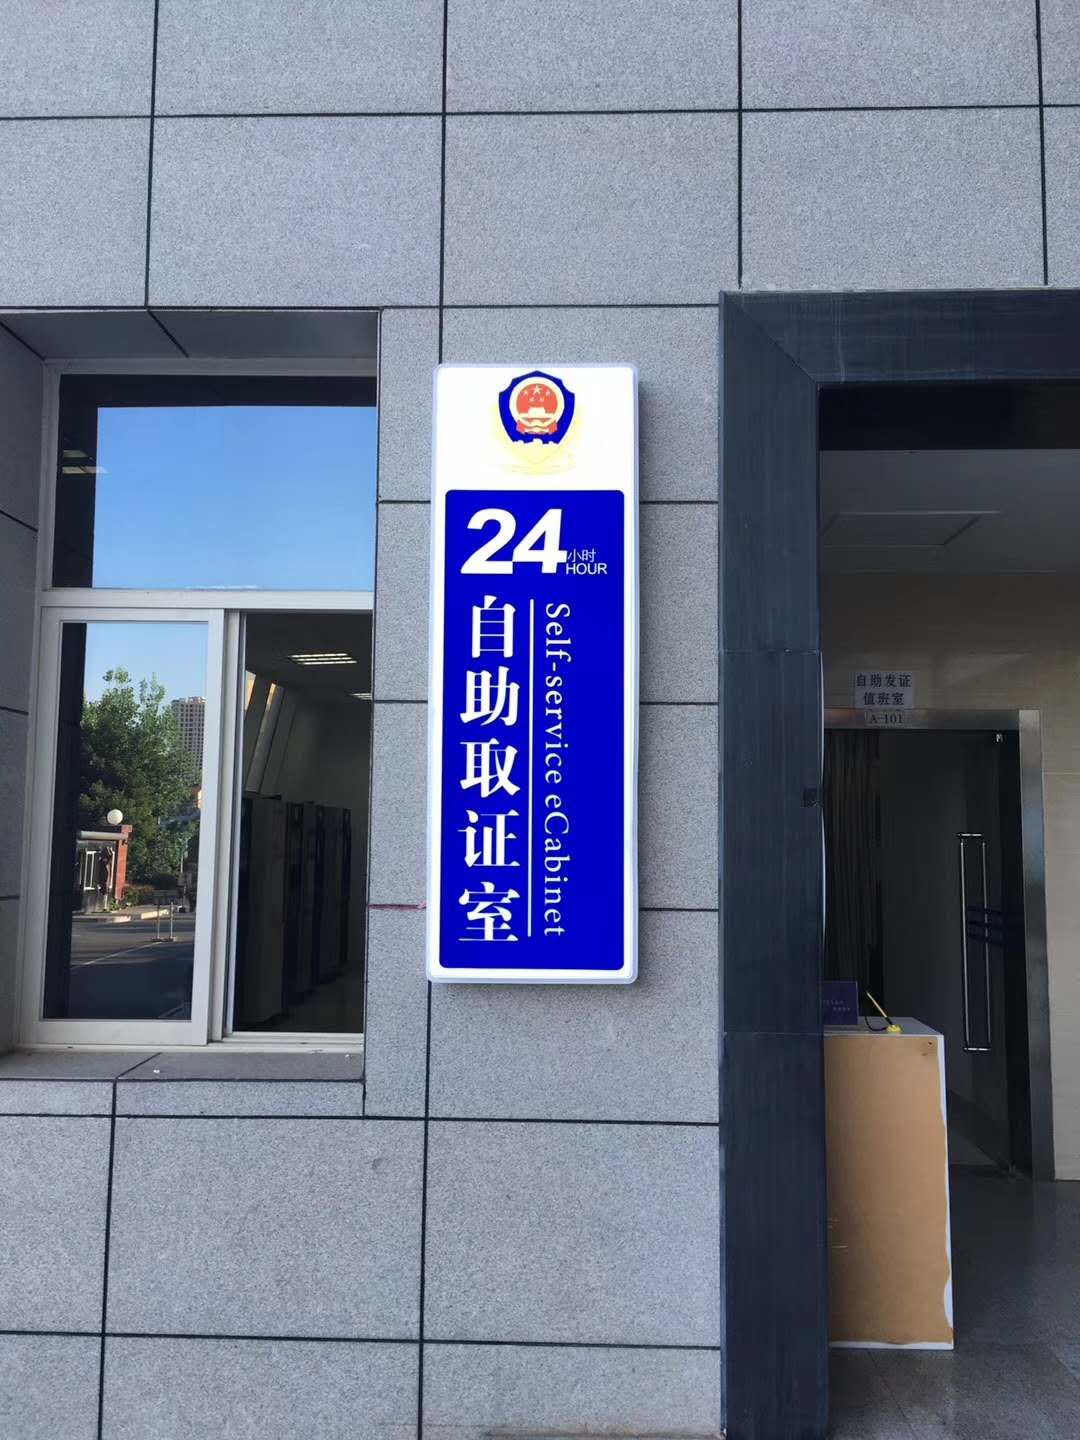 24
小时
HOUR
自助取证室
Self-service eCabinet
自助发证
值班室
A-101